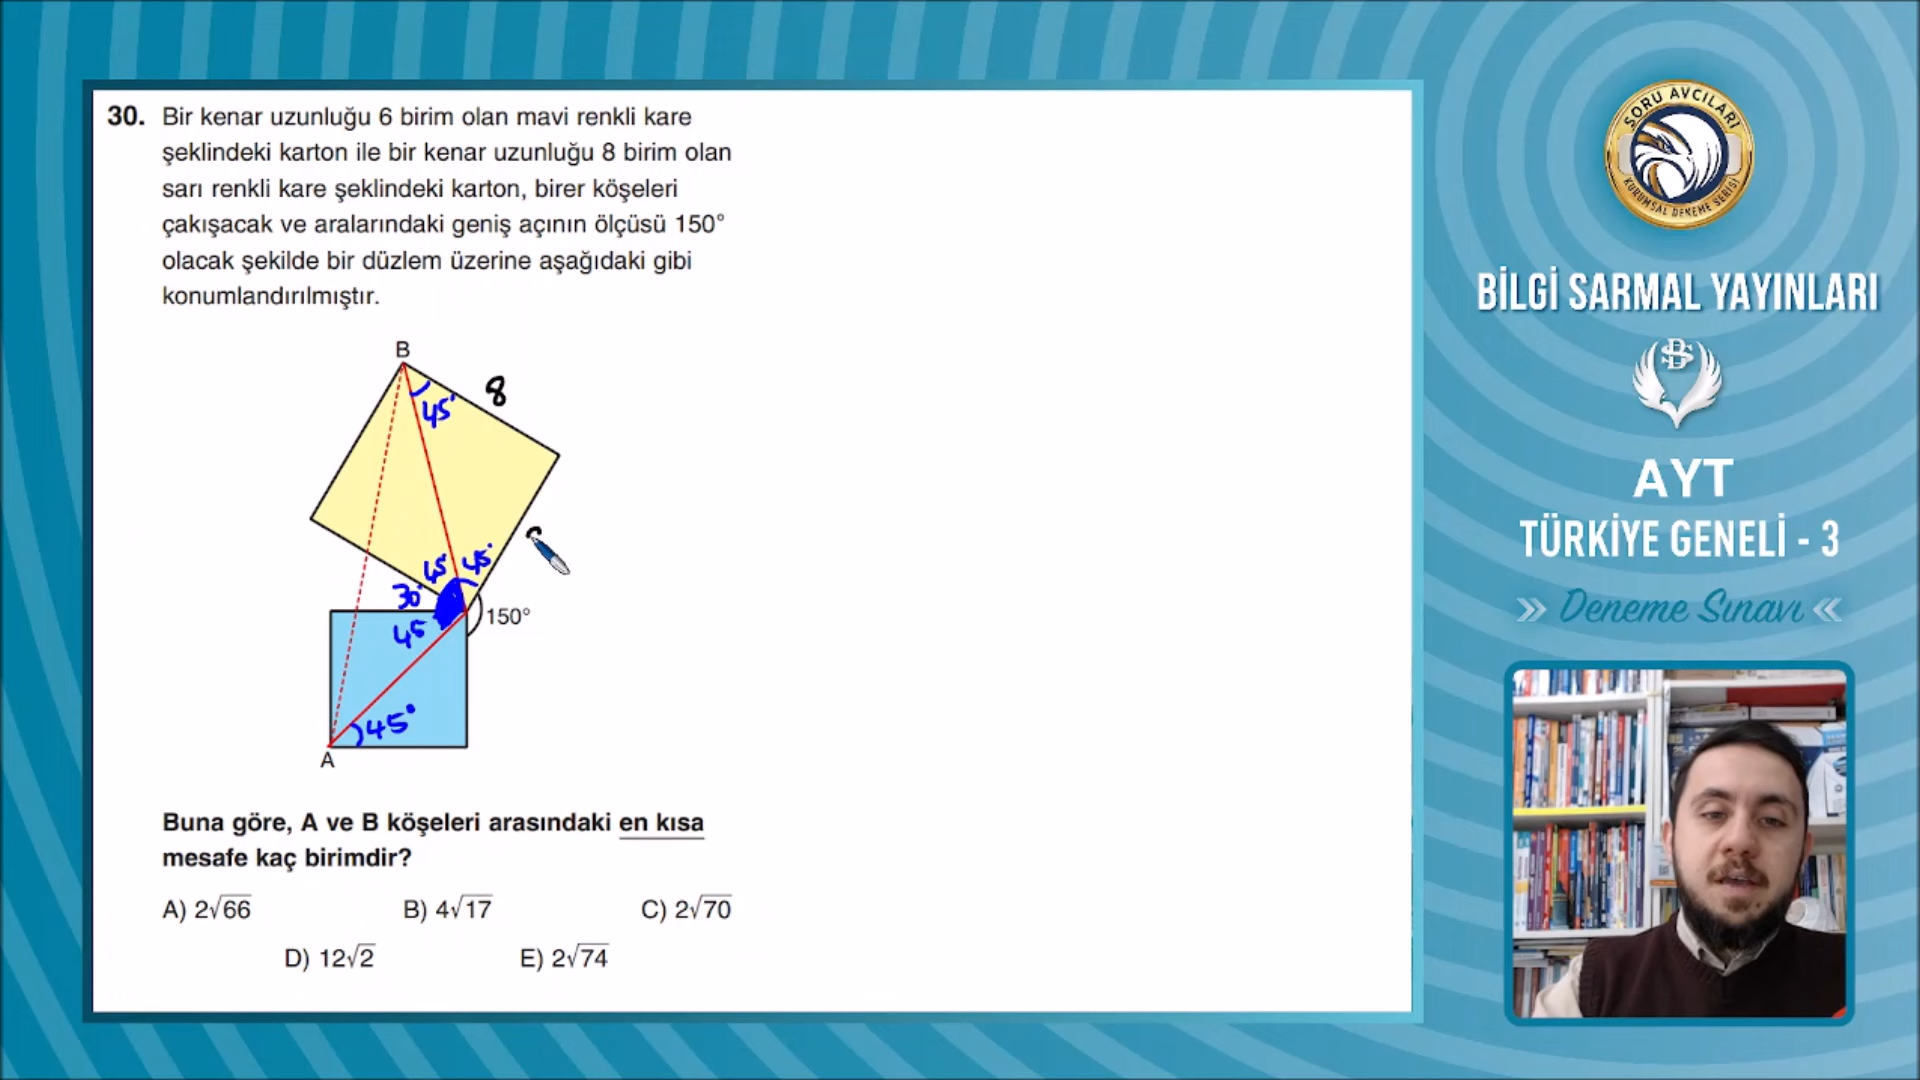 30. Bir kenar uzunluğu 6 birim olan mavi renkli kare
şeklindeki karton ile bir kenar uzunluğu 8 birim olan
sarı renkli kare şeklindeki karton, birer köşeleri
çakışacak ve aralarındaki geniş açının ölçüsü 150°
olacak şekilde bir düzlem üzerine aşağıdaki gibi
konumlandırılmıştır.
B
8
45°
45°
45°
30°
150°
45
45°
A
Buna göre, A ve B köşeleri arasındaki en kısa
mesafe kaç birimdir?
A) 2√66 B) 4√17 C) 2√70
D) 12√2 E) 2√74
SORU AVCILARI
KURUMSAL DENEME SERİSİ
BİLGİ SARMAL YAYINLARI
BS
AYT
TÜRKİYE GENELİ - 3
Deneme Sınavı